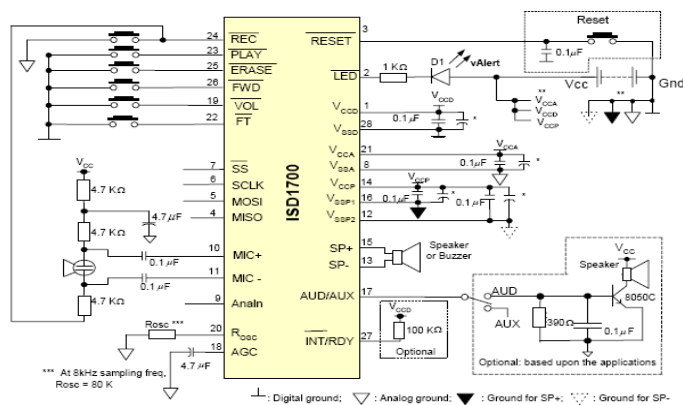 Reset
24 REC
23 PLAY
25 ERASE
26 FWD
19 VOL
22 FT
7 SS
6 SCLK
5 MOSI
4 MISO
10 MIC+
11 MIC -
9 AnaIn
20 ROSC
18 AGC
ISD1700
RESET 3
LED 2
VCCD 1
VSSD 28
VCCA 21
VSSA 8
VCCP 14
VSSP1 16
VSSP2 12
SP+ 15
SP- 13
AUD/AUX 17
INT/RDY 27
VCC
4.7 KΩ
4.7 KΩ
4.7 KΩ
4.7 µF
0.1 µF
0.1 µF
Rosc ***
4.7 µF
*** At 8kHz sampling freq,
Rosc = 80 K
0.1µF
1KΩ
D1
vAlert
Vcc
Gnd
**
VCCA
VCCD
VCCP
**
VCCD
0.1µF
*
VCCA
0.1µF
*
VCCP
0.1µF
*
0.1µF
*
Speaker
or Buzzer
VCCD
100 KΩ
Optional
AUD
AUX
VCC
Speaker
8050C
390Ω
0.1µF
Optional: based upon the applications
: Digital ground;
: Analog ground;
: Ground for SP+;
: Ground for SP-